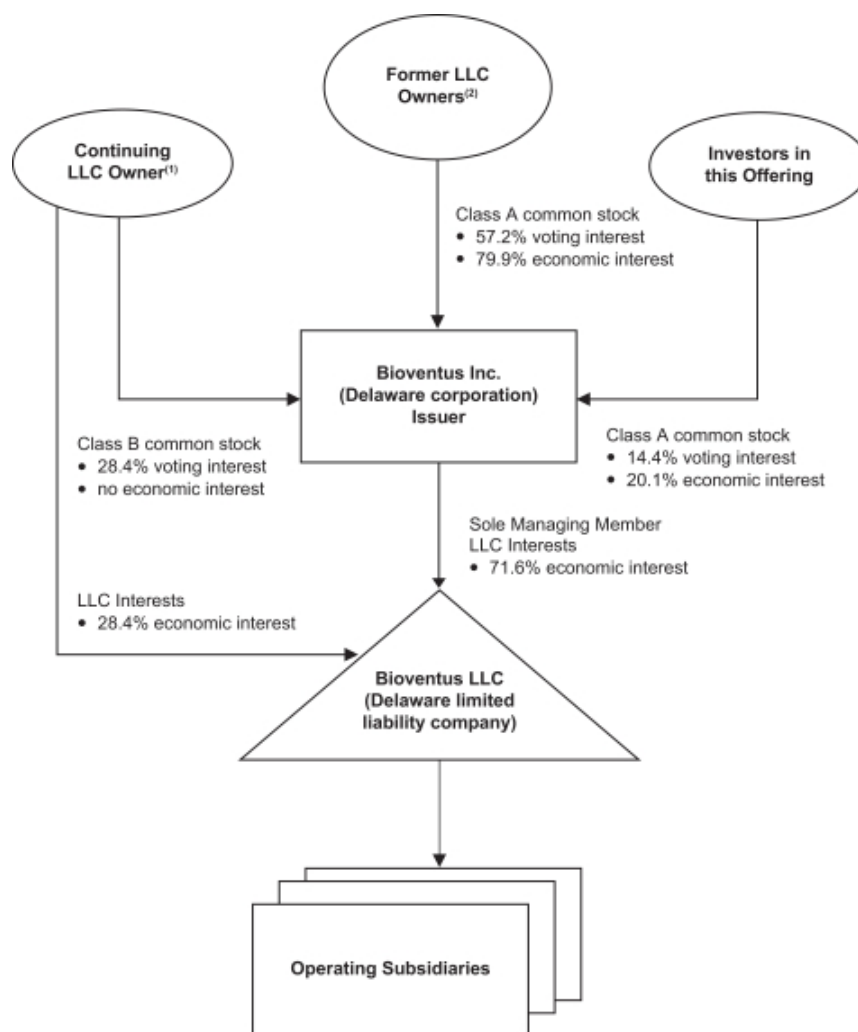 Former LLC
Owners(2)
Continuing
LLC Owner(1)
Investors in
this Offering
Class A common stock
• 57.2% voting interest
• 79.9% economic interest
Bioventus Inc.
(Delaware corporation)
Issuer
Class B common stock
• 28.4% voting interest
• no economic interest
Class A common stock
• 14.4% voting interest
• 20.1% economic interest
Sole Managing Member
LLC Interests
• 71.6% economic interest
LLC Interests
• 28.4% economic interest
Bioventus LLC
(Delaware limited
liability company)
Operating Subsidiaries